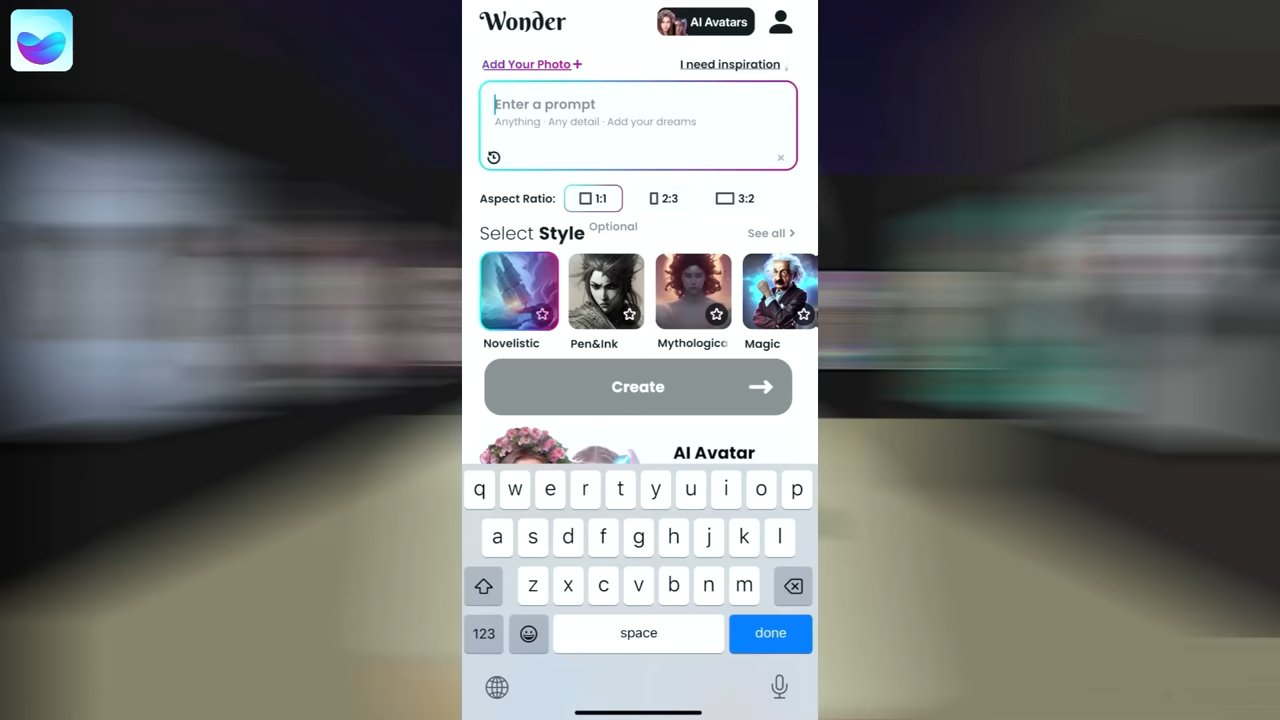 Wonder
AI Avatars
Add Your Photo+
I need inspiration
Enter a prompt
Anything · Any detail · Add your dreams
Aspect Ratio: 1:1 2:3 3:2
Select Style Optional
See all >
Novelistic Pen&Ink Mythologica Magic
Create
AI Avatar
q w e r t y u i o p
a s d f g h j k l
z x c v b n m
123 space done